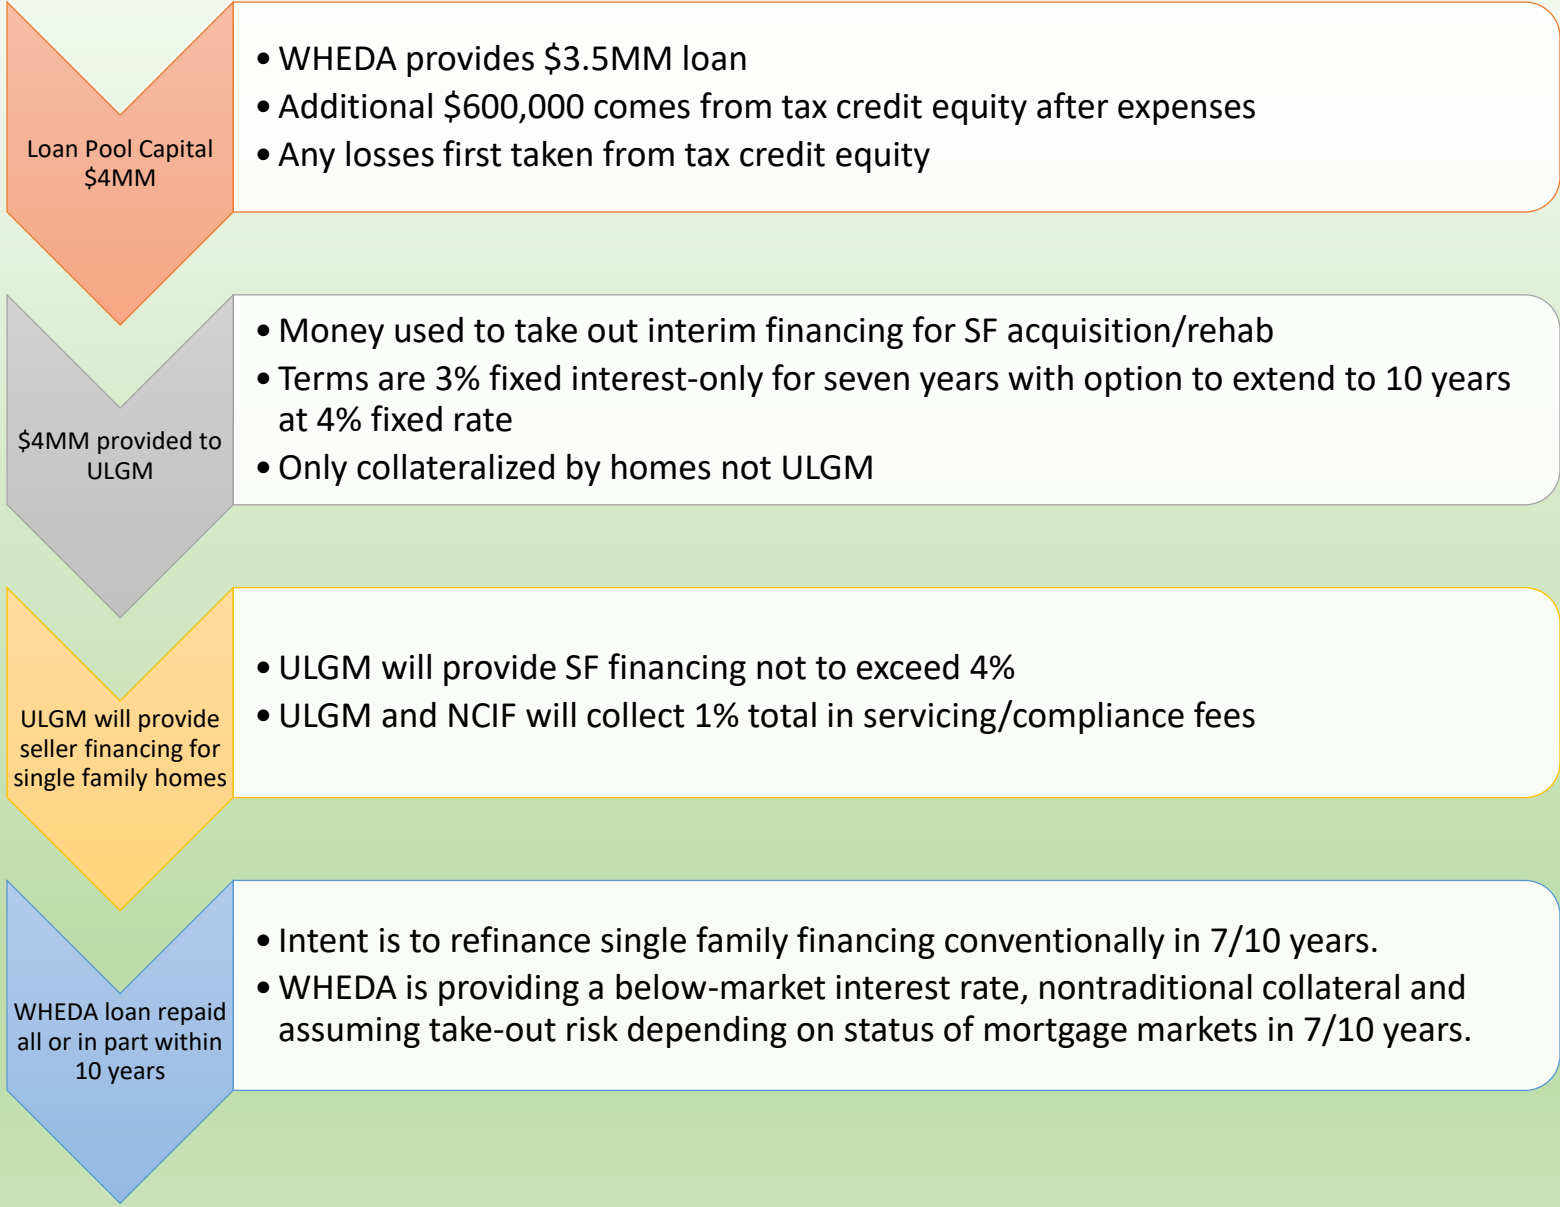 Loan Pool Capital
$4MM
• WHEDA provides $3.5MM loan
• Additional $600,000 comes from tax credit equity after expenses
• Any losses first taken from tax credit equity
$4MM provided to
ULGM
• Money used to take out interim financing for SF acquisition/rehab
• Terms are 3% fixed interest-only for seven years with option to extend to 10 years
at 4% fixed rate
• Only collateralized by homes not ULGM
ULGM will provide
seller financing for
single family homes
• ULGM will provide SF financing not to exceed 4%
• ULGM and NCIF will collect 1% total in servicing/compliance fees
WHEDA loan repaid
all or in part within
10 years
• Intent is to refinance single family financing conventionally in 7/10 years.
• WHEDA is providing a below-market interest rate, nontraditional collateral and
assuming take-out risk depending on status of mortgage markets in 7/10 years.